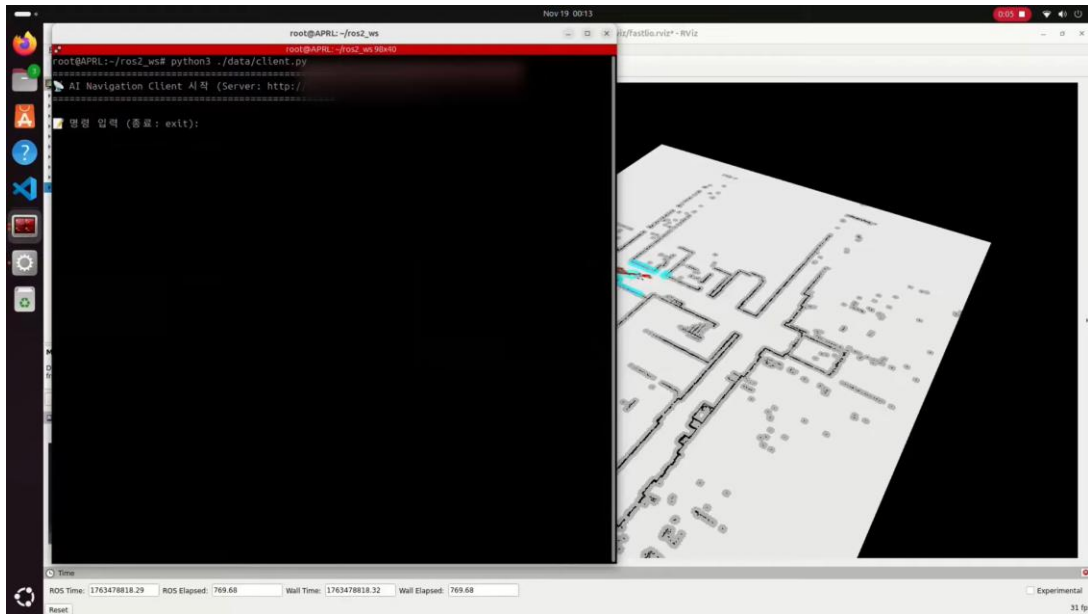 Nov 19 00:13
0:05
root@APRL: ~/ros2_ws
viz/fastlio.rviz* - RViz
root@APRL: ~/ros2_ws 98x40
root@APRL:~/ros2_ws# python3 ./data/client.py
==================================================
AI Navigation Client 시작 (Server: http:/
==================================================
명령 입력 (종료: exit):
Time
ROS Time: 1763478818.29 ROS Elapsed: 769.68 Wall Time: 1763478818.32 Wall Elapsed: 769.68 Experimental
Reset 31 fp